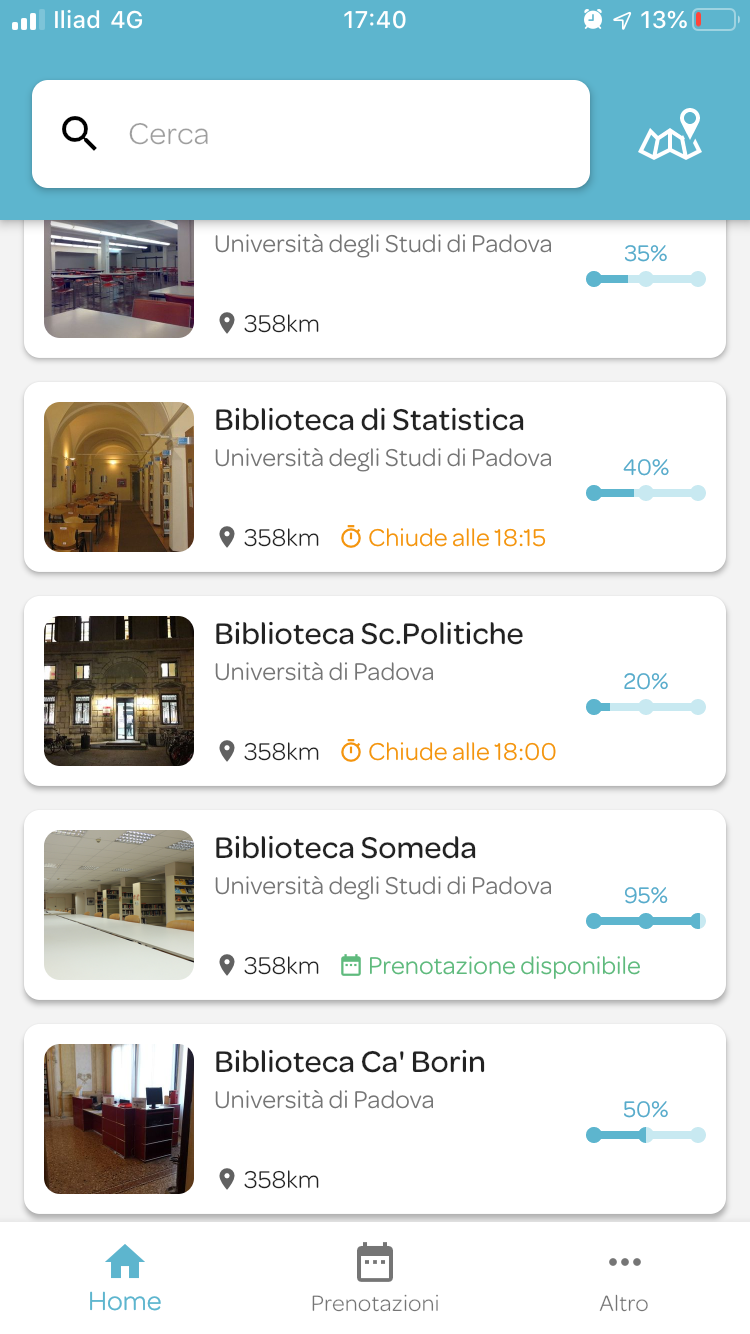 Iliad 4G 17:40 13%
Cerca
Università degli Studi di Padova
35%
358km
Biblioteca di Statistica
Università degli Studi di Padova
40%
358km Chiude alle 18:15
Biblioteca Sc.Politiche
Università di Padova
20%
358km Chiude alle 18:00
Biblioteca Someda
Università degli Studi di Padova
95%
358km Prenotazione disponibile
Biblioteca Ca' Borin
Università di Padova
50%
358km
Home Prenotazioni Altro